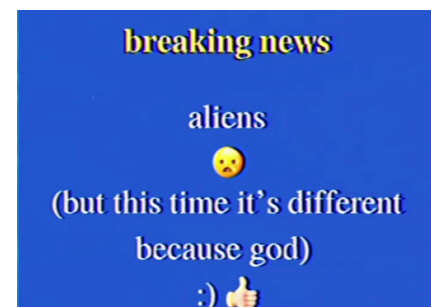 breaking news
aliens
😦
(but this time it’s different
because god)
:) 👍🏻